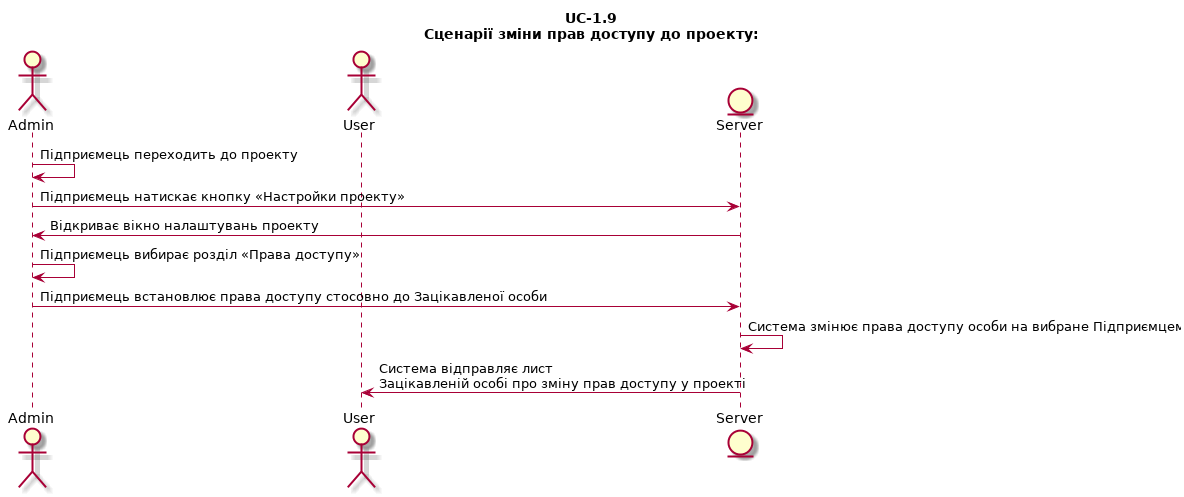 UC-1.9
Сценарії зміни прав доступу до проекту:
Admin
User
Server
Підприємець переходить до проекту
Підприємець натискає кнопку «Настройки проекту»
Відкриває вікно налаштувань проекту
Підприємець вибирає розділ «Права доступу»
Підприємець встановлює права доступу стосовно до Зацікавленої особи
Система змінює права доступу особи на вибране Підприємцем
Система відправляє лист
Зацікавленій особі про зміну прав доступу у проекті
Admin
User
Server